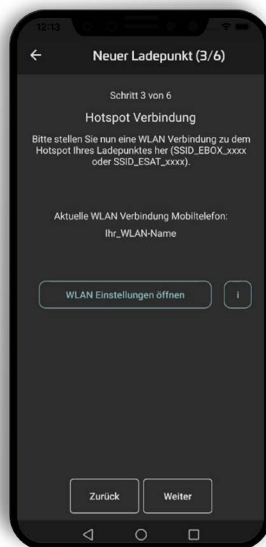 12:13
Neuer Ladepunkt (3/6)
Schritt 3 von 6
Hotspot Verbindung
Bitte stellen Sie nun eine WLAN Verbindung zu dem
Hotspot Ihres Ladepunktes her (SSID_EBOX_xxxx
oder SSID_ESAT_xxxx).
Aktuelle WLAN Verbindung Mobiltelefon:
Ihr_WLAN-Name
WLAN Einstellungen öffnen
i
Zurück
Weiter